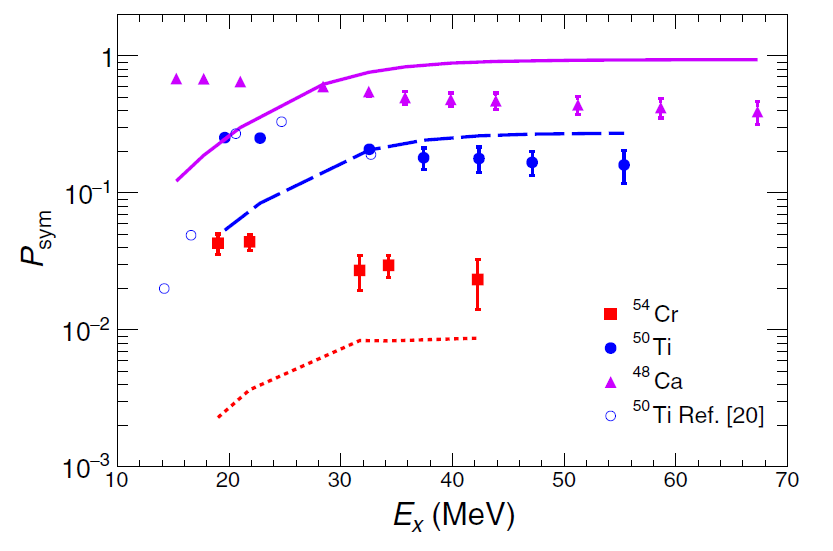 1
10⁻¹
10⁻²
10⁻³
P_sym
10 20 30 40 50 60 70
E_x (MeV)
⁵⁴Cr
⁵⁰Ti
⁴⁸Ca
⁵⁰Ti Ref. [20]